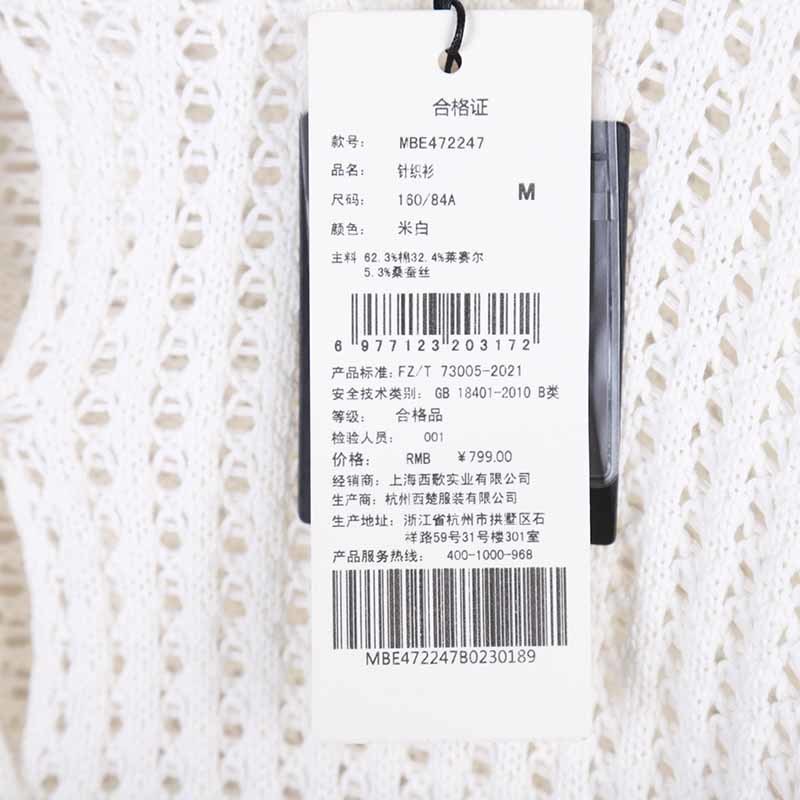 合格证
款号: MBE472247
品名: 针织衫
尺码: 160/84A M
颜色: 米白
主料 62.3%棉32.4%莱赛尔
5.3%桑蚕丝
6 977123 203172
产品标准: FZ/T 73005-2021
安全技术类别: GB 18401-2010 B类
等级: 合格品
检验人员: 001
价格: RMB ￥799.00
经销商: 上海西歌实业有限公司
生产商: 杭州西楚服装有限公司
生产地址: 浙江省杭州市拱墅区石
祥路59号31号楼301室
产品服务热线: 400-1000-968
MBE472247B0230189